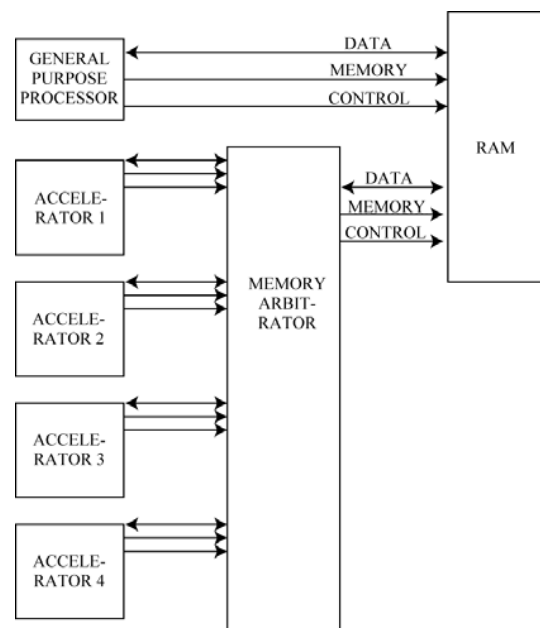 GENERAL
PURPOSE
PROCESSOR
DATA
MEMORY
CONTROL
RAM
ACCELE-
RATOR 1
DATA
MEMORY
CONTROL
MEMORY
ARBIT-
RATOR
ACCELE-
RATOR 2
ACCELE-
RATOR 3
ACCELE-
RATOR 4